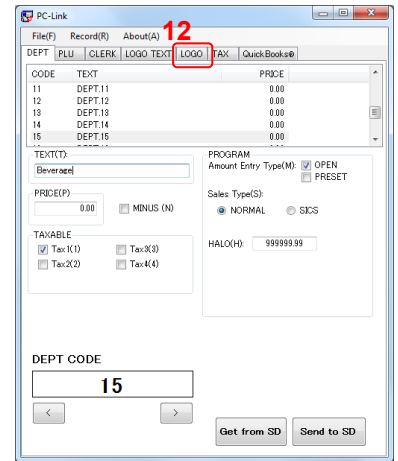 PC-Link
File(F) Record(R) About(A) 12
DEPT PLU CLERK LOGO TEXT LOGO TAX QuickBooks®
CODE TEXT PRICE
11 DEPT.11 0.00
12 DEPT.12 0.00
13 DEPT.13 0.00
14 DEPT.14 0.00
15 DEPT.15 0.00
TEXT(T):
Beverage
PRICE(P)
0.00 MINUS (N)
TAXABLE
Tax1(1) Tax3(3)
Tax2(2) Tax4(4)
PROGRAM
Amount Entry Type(M): OPEN
PRESET
Sales Type(S):
NORMAL SICS
HALO(H): 999999.99
DEPT CODE
15
< >
Get from SD Send to SD